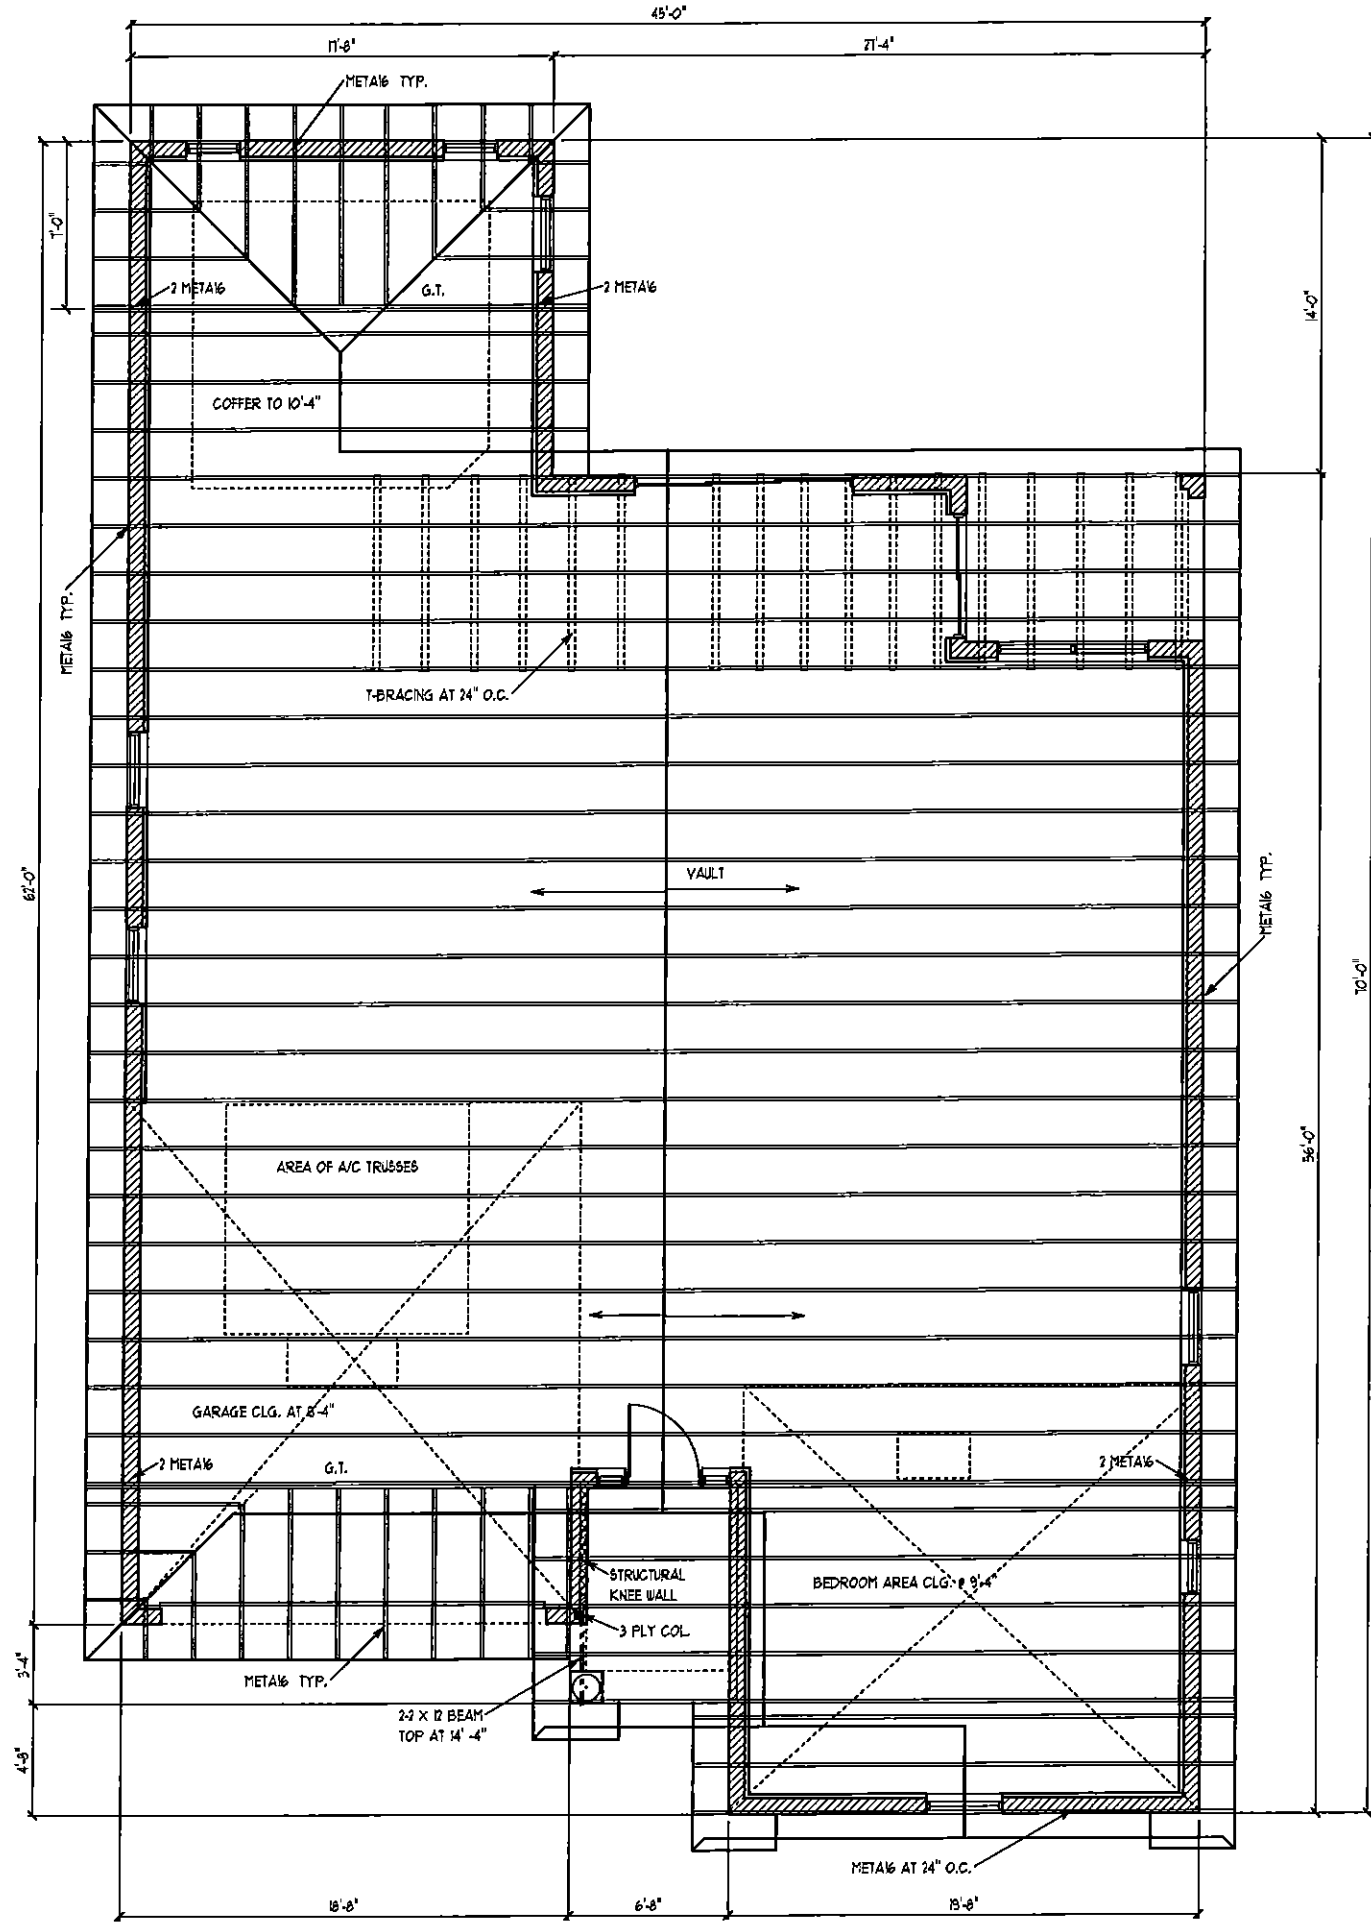 45'-0"
17'-8"
27'-4"
METAL16 TYP.
7'-0"
2 META16
G.T.
2 META16
14'-0"
COFFER TO 10'-4"
META16 TYP.
T-BRACING AT 24" O.C.
62'-0"
VAULT
META16 TYP.
70'-0"
56'-0"
AREA OF A/C TRUSSES
GARAGE CLG. AT 8'-4"
2 META16
G.T.
2 META16
STRUCTURAL
KNEE WALL
BEDROOM AREA CLG. @ 9'-4"
3 PLY COL.
3'-4"
META16 TYP.
2-2 X 12 BEAM
TOP AT 14'-4"
4'-8"
META16 AT 24" O.C.
18'-8"
6'-8"
19'-8"